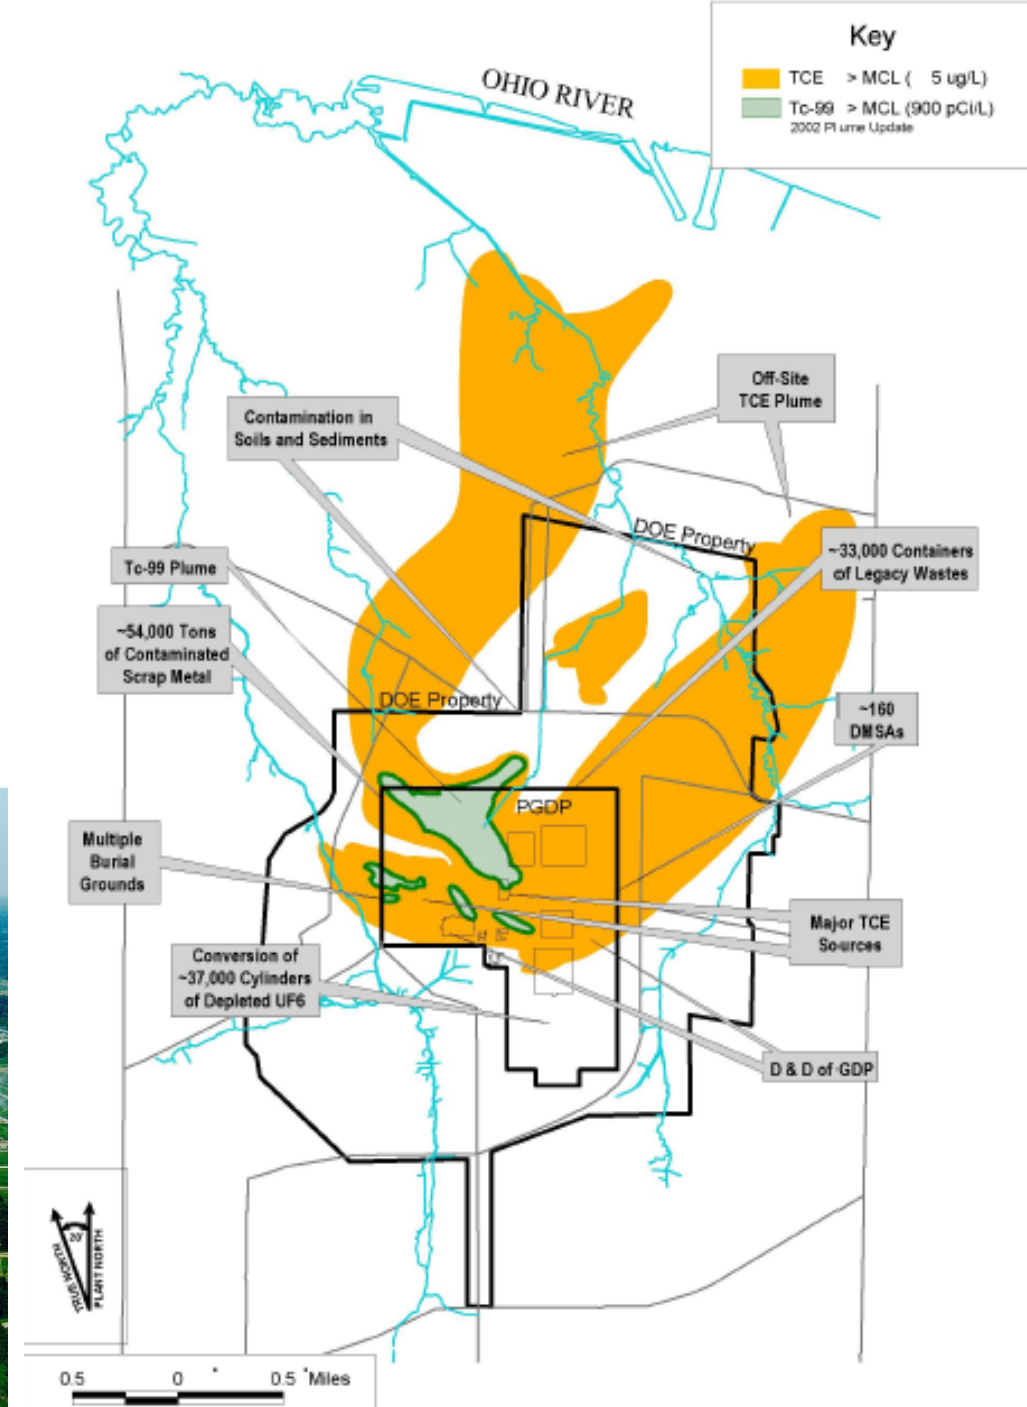 Key
TCE > MCL ( 5 ug/L)
Tc-99 > MCL (900 pCi/L)
2002 Plume Update
OHIO RIVER
Off-Site
TCE Plume
Contamination in
Soils and Sediments
DOE Property
~33,000 Containers
of Legacy Wastes
Tc-99 Plume
~54,000 Tons
of Contaminated
Scrap Metal
DOE Property
~160
DMSAs
PGDP
Multiple
Burial
Grounds
Major TCE
Sources
Conversion of
~37,000 Cylinders
of Depleted UF6
D & D of GDP
20
TRUE NORTH
PLANT NORTH
0.5 0 0.5 Miles